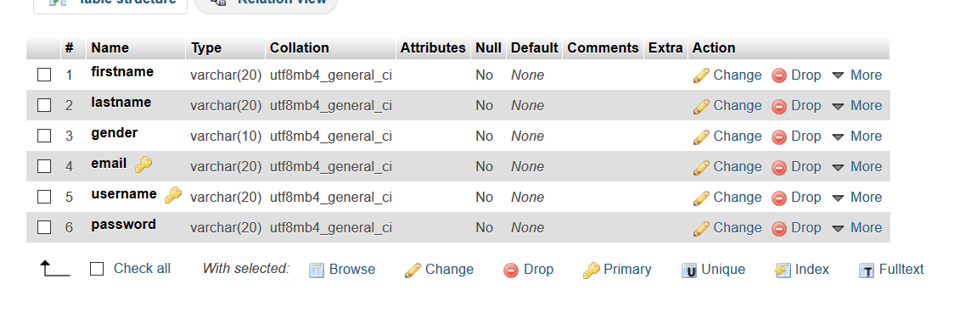 Table structure Relation view
# Name Type Collation Attributes Null Default Comments Extra Action
1 firstname varchar(20) utf8mb4_general_ci No None Change Drop More
2 lastname varchar(20) utf8mb4_general_ci No None Change Drop More
3 gender varchar(10) utf8mb4_general_ci No None Change Drop More
4 email varchar(20) utf8mb4_general_ci No None Change Drop More
5 username varchar(20) utf8mb4_general_ci No None Change Drop More
6 password varchar(20) utf8mb4_general_ci No None Change Drop More
Check all With selected: Browse Change Drop Primary U Unique Index T Fulltext